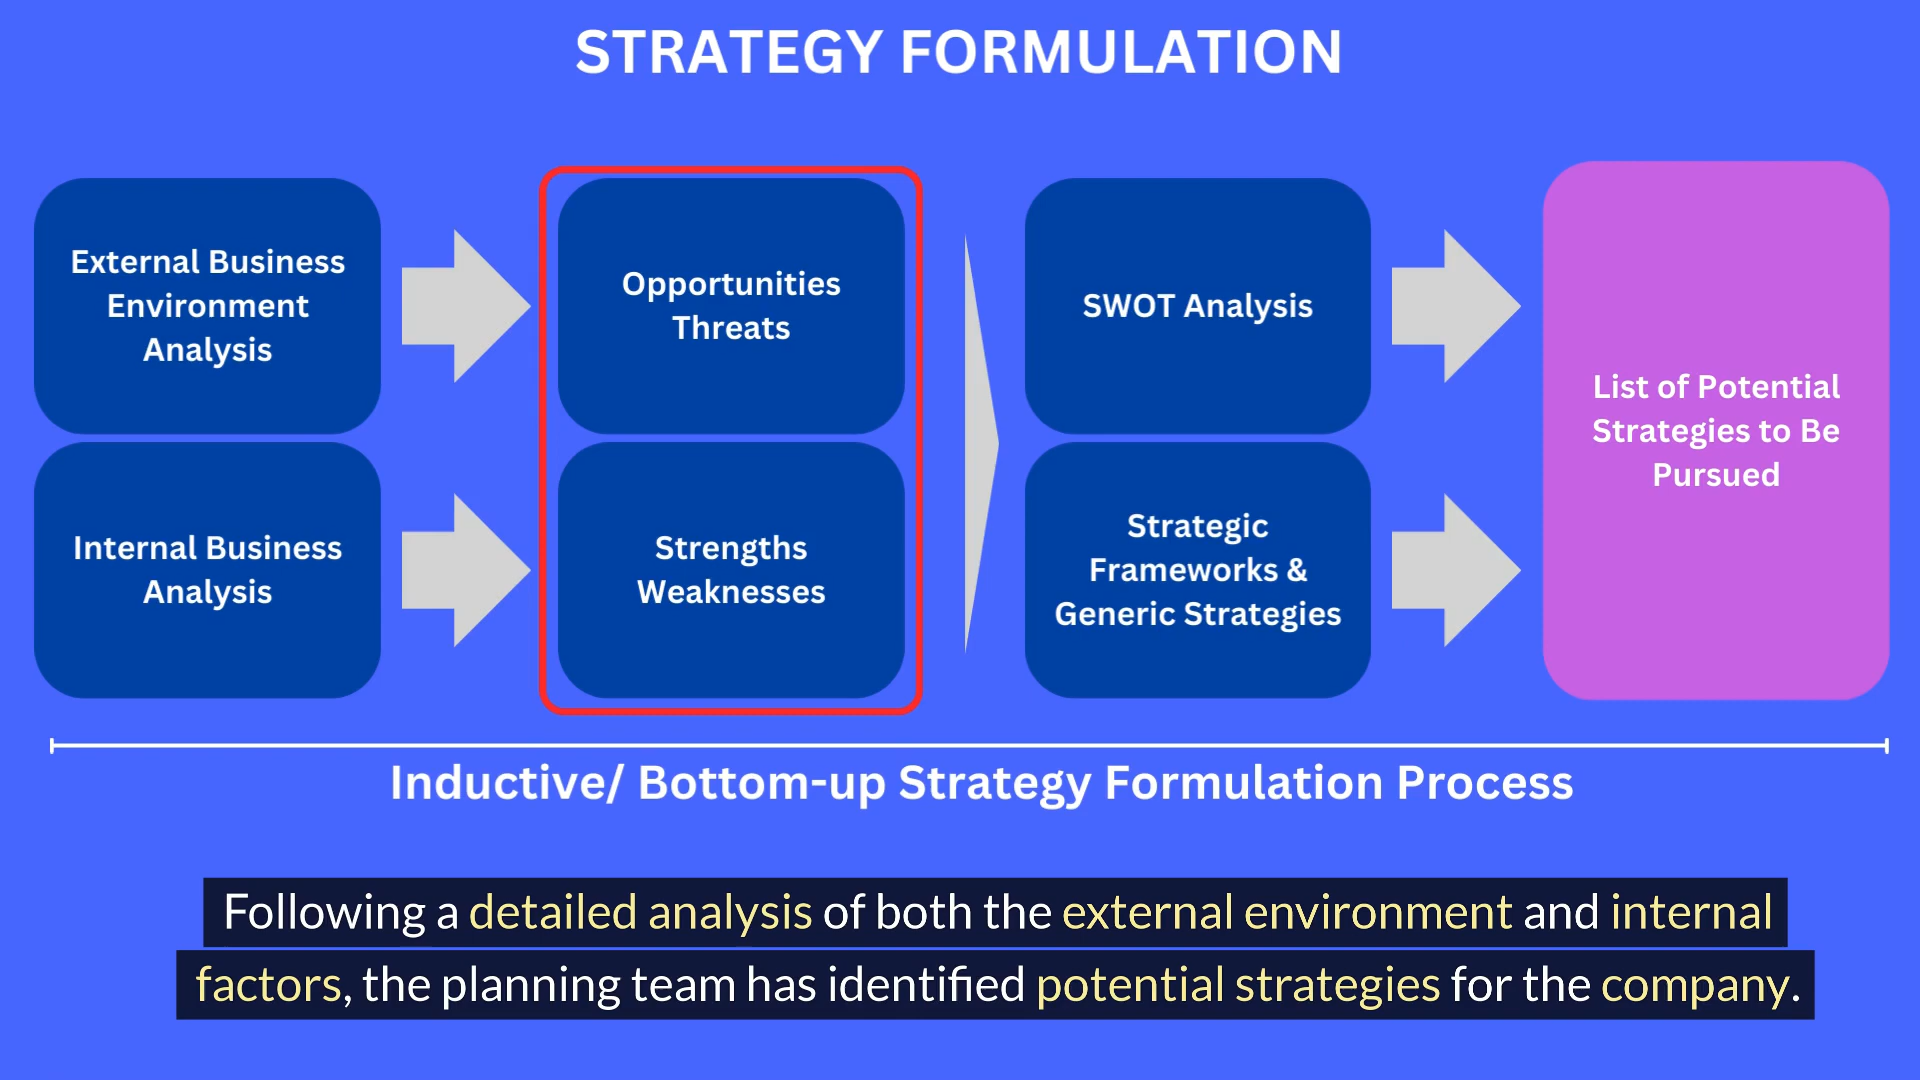 STRATEGY FORMULATION
External Business
Environment
Analysis
Opportunities
Threats
SWOT Analysis
List of Potential
Strategies to Be
Pursued
Internal Business
Analysis
Strengths
Weaknesses
Strategic
Frameworks &
Generic Strategies
Inductive/ Bottom-up Strategy Formulation Process
Following a detailed analysis of both the external environment and internal
factors, the planning team has identified potential strategies for the company.